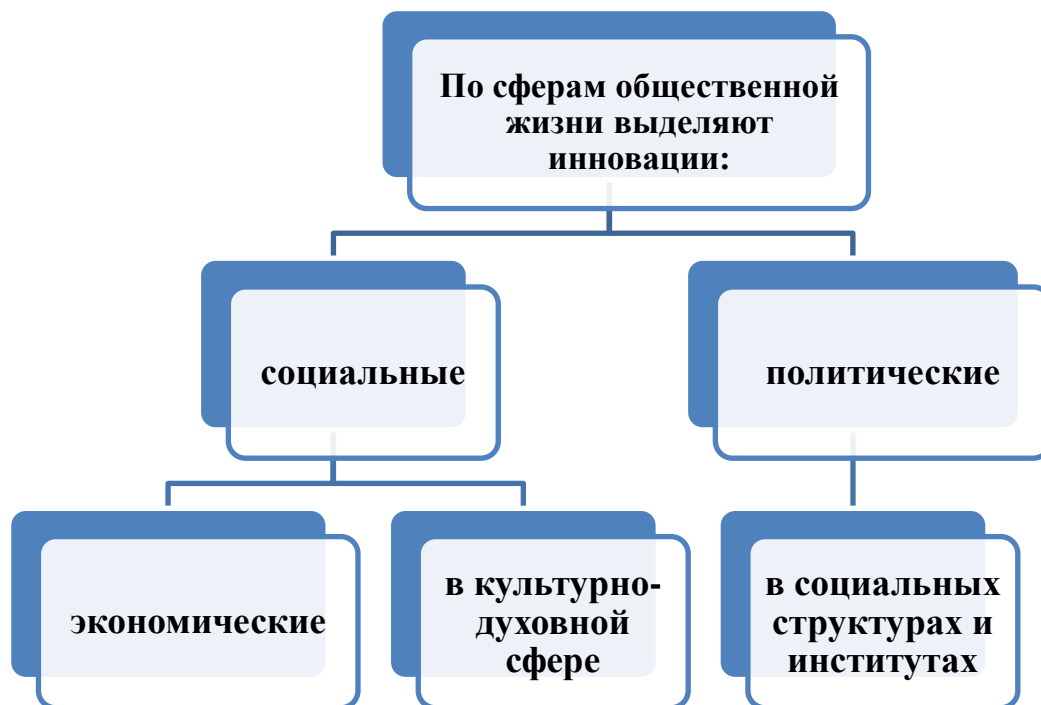 По сферам общественной
жизни выделяют
инновации:
социальные
политические
экономические
в культурно-
духовной
сфере
в социальных
структурах и
институтах